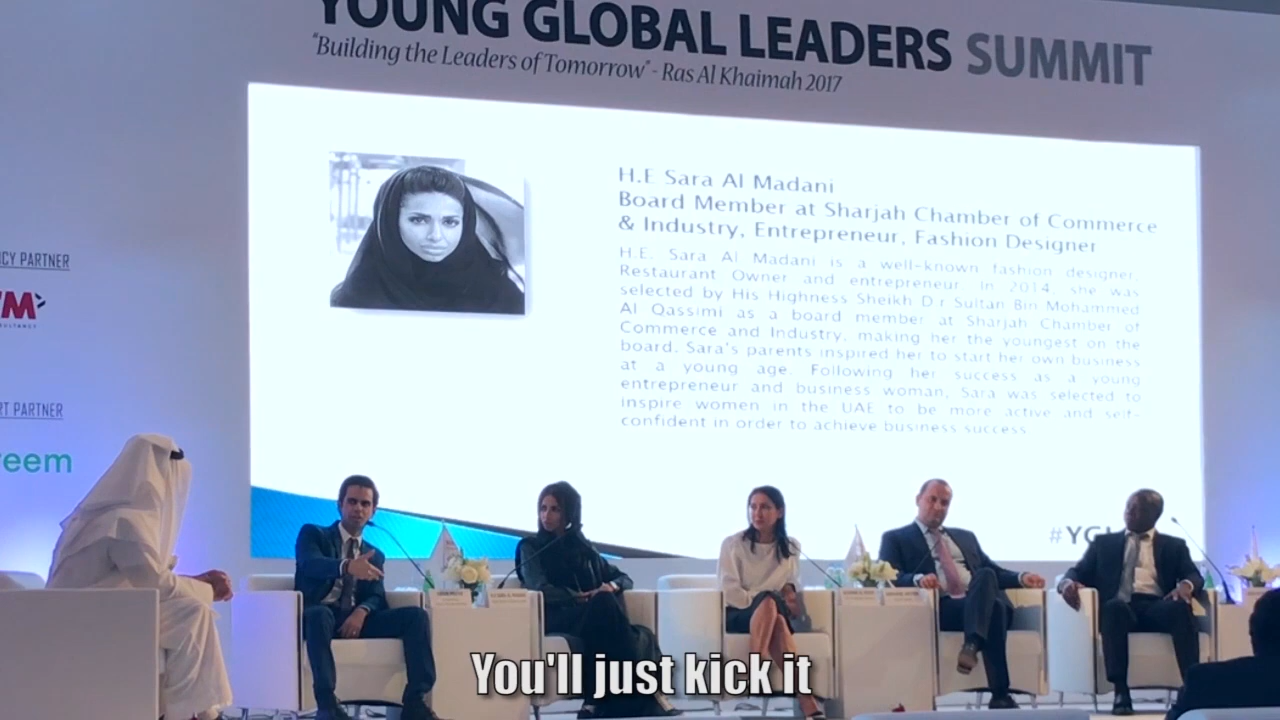 YOUNG GLOBAL LEADERS SUMMIT
"Building the Leaders of Tomorrow" - Ras Al Khaimah 2017
H.E Sara Al Madani
Board Member at Sharjah Chamber of Commerce
& Industry, Entrepreneur, Fashion Designer
H.E. Sara Al Madani is a well-known fashion designer,
Restaurant Owner and entrepreneur. In 2014, she was
selected by His Highness Sheikh D.r Sultan Bin Mohammed
Al Qassimi as a board member at Sharjah Chamber of
Commerce and Industry, making her the youngest on the
board. Sara's parents inspired her to start her own business
at a young age. Following her success as a young
entrepreneur and business woman, Sara was selected to
inspire women in the UAE to be more active and self-
confident in order to achieve business success
CY PARTNER
M
RT PARTNER
reem
#YGL
You'll just kick it